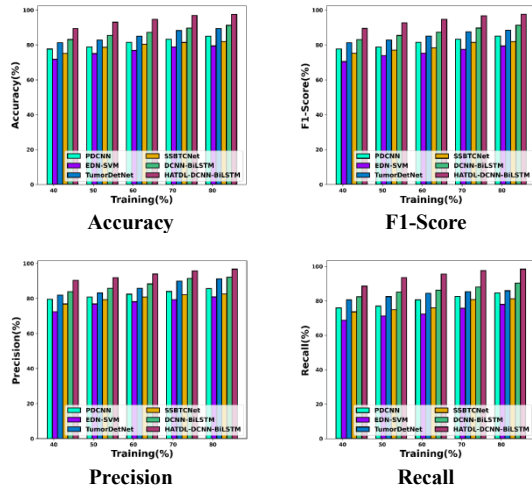 100
80
60
40
20
0
Accuracy(%)
PDCNN
EDN-SVM
TumorDetNet
SSBTCNet
DCNN-BiLSTM
HATDL-DCNN-BiLSTM
40 50 60 70 80
Training(%)
Accuracy
100
80
60
40
20
0
F1-Score(%)
PDCNN
EDN-SVM
TumorDetNet
SSBTCNet
DCNN-BiLSTM
HATDL-DCNN-BiLSTM
40 50 60 70 80
Training(%)
F1-Score
100
80
60
40
20
0
Precision(%)
PDCNN
EDN-SVM
TumorDetNet
SSBTCNet
DCNN-BiLSTM
HATDL-DCNN-BiLSTM
40 50 60 70 80
Training(%)
Precision
100
80
60
40
20
0
Recall(%)
PDCNN
EDN-SVM
TumorDetNet
SSBTCNet
DCNN-BiLSTM
HATDL-DCNN-BiLSTM
40 50 60 70 80
Training(%)
Recall